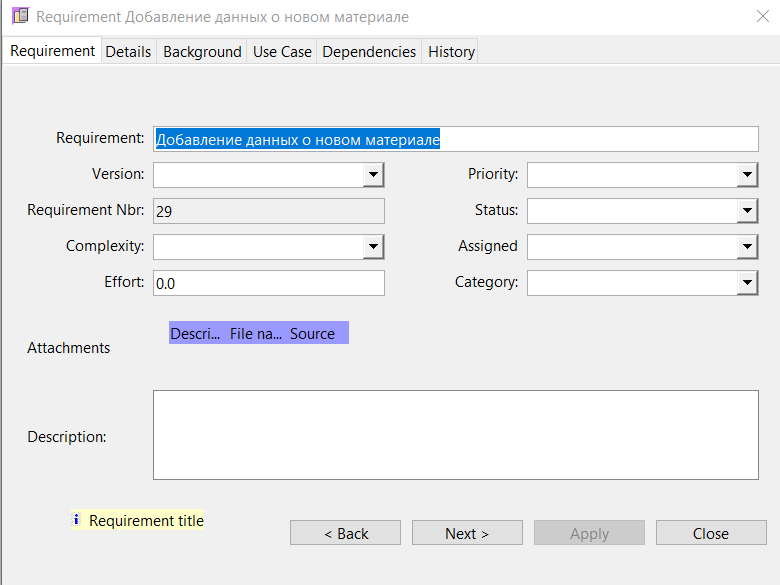 Requirement Добавление данных о новом материале
Requirement Details Background Use Case Dependencies History
Requirement: Добавление данных о новом материале
Version: Priority:
Requirement Nbr: 29 Status:
Complexity: Assigned
Effort: 0.0 Category:
Descri... File na... Source
Attachments
Description:
i Requirement title
< Back Next > Apply Close